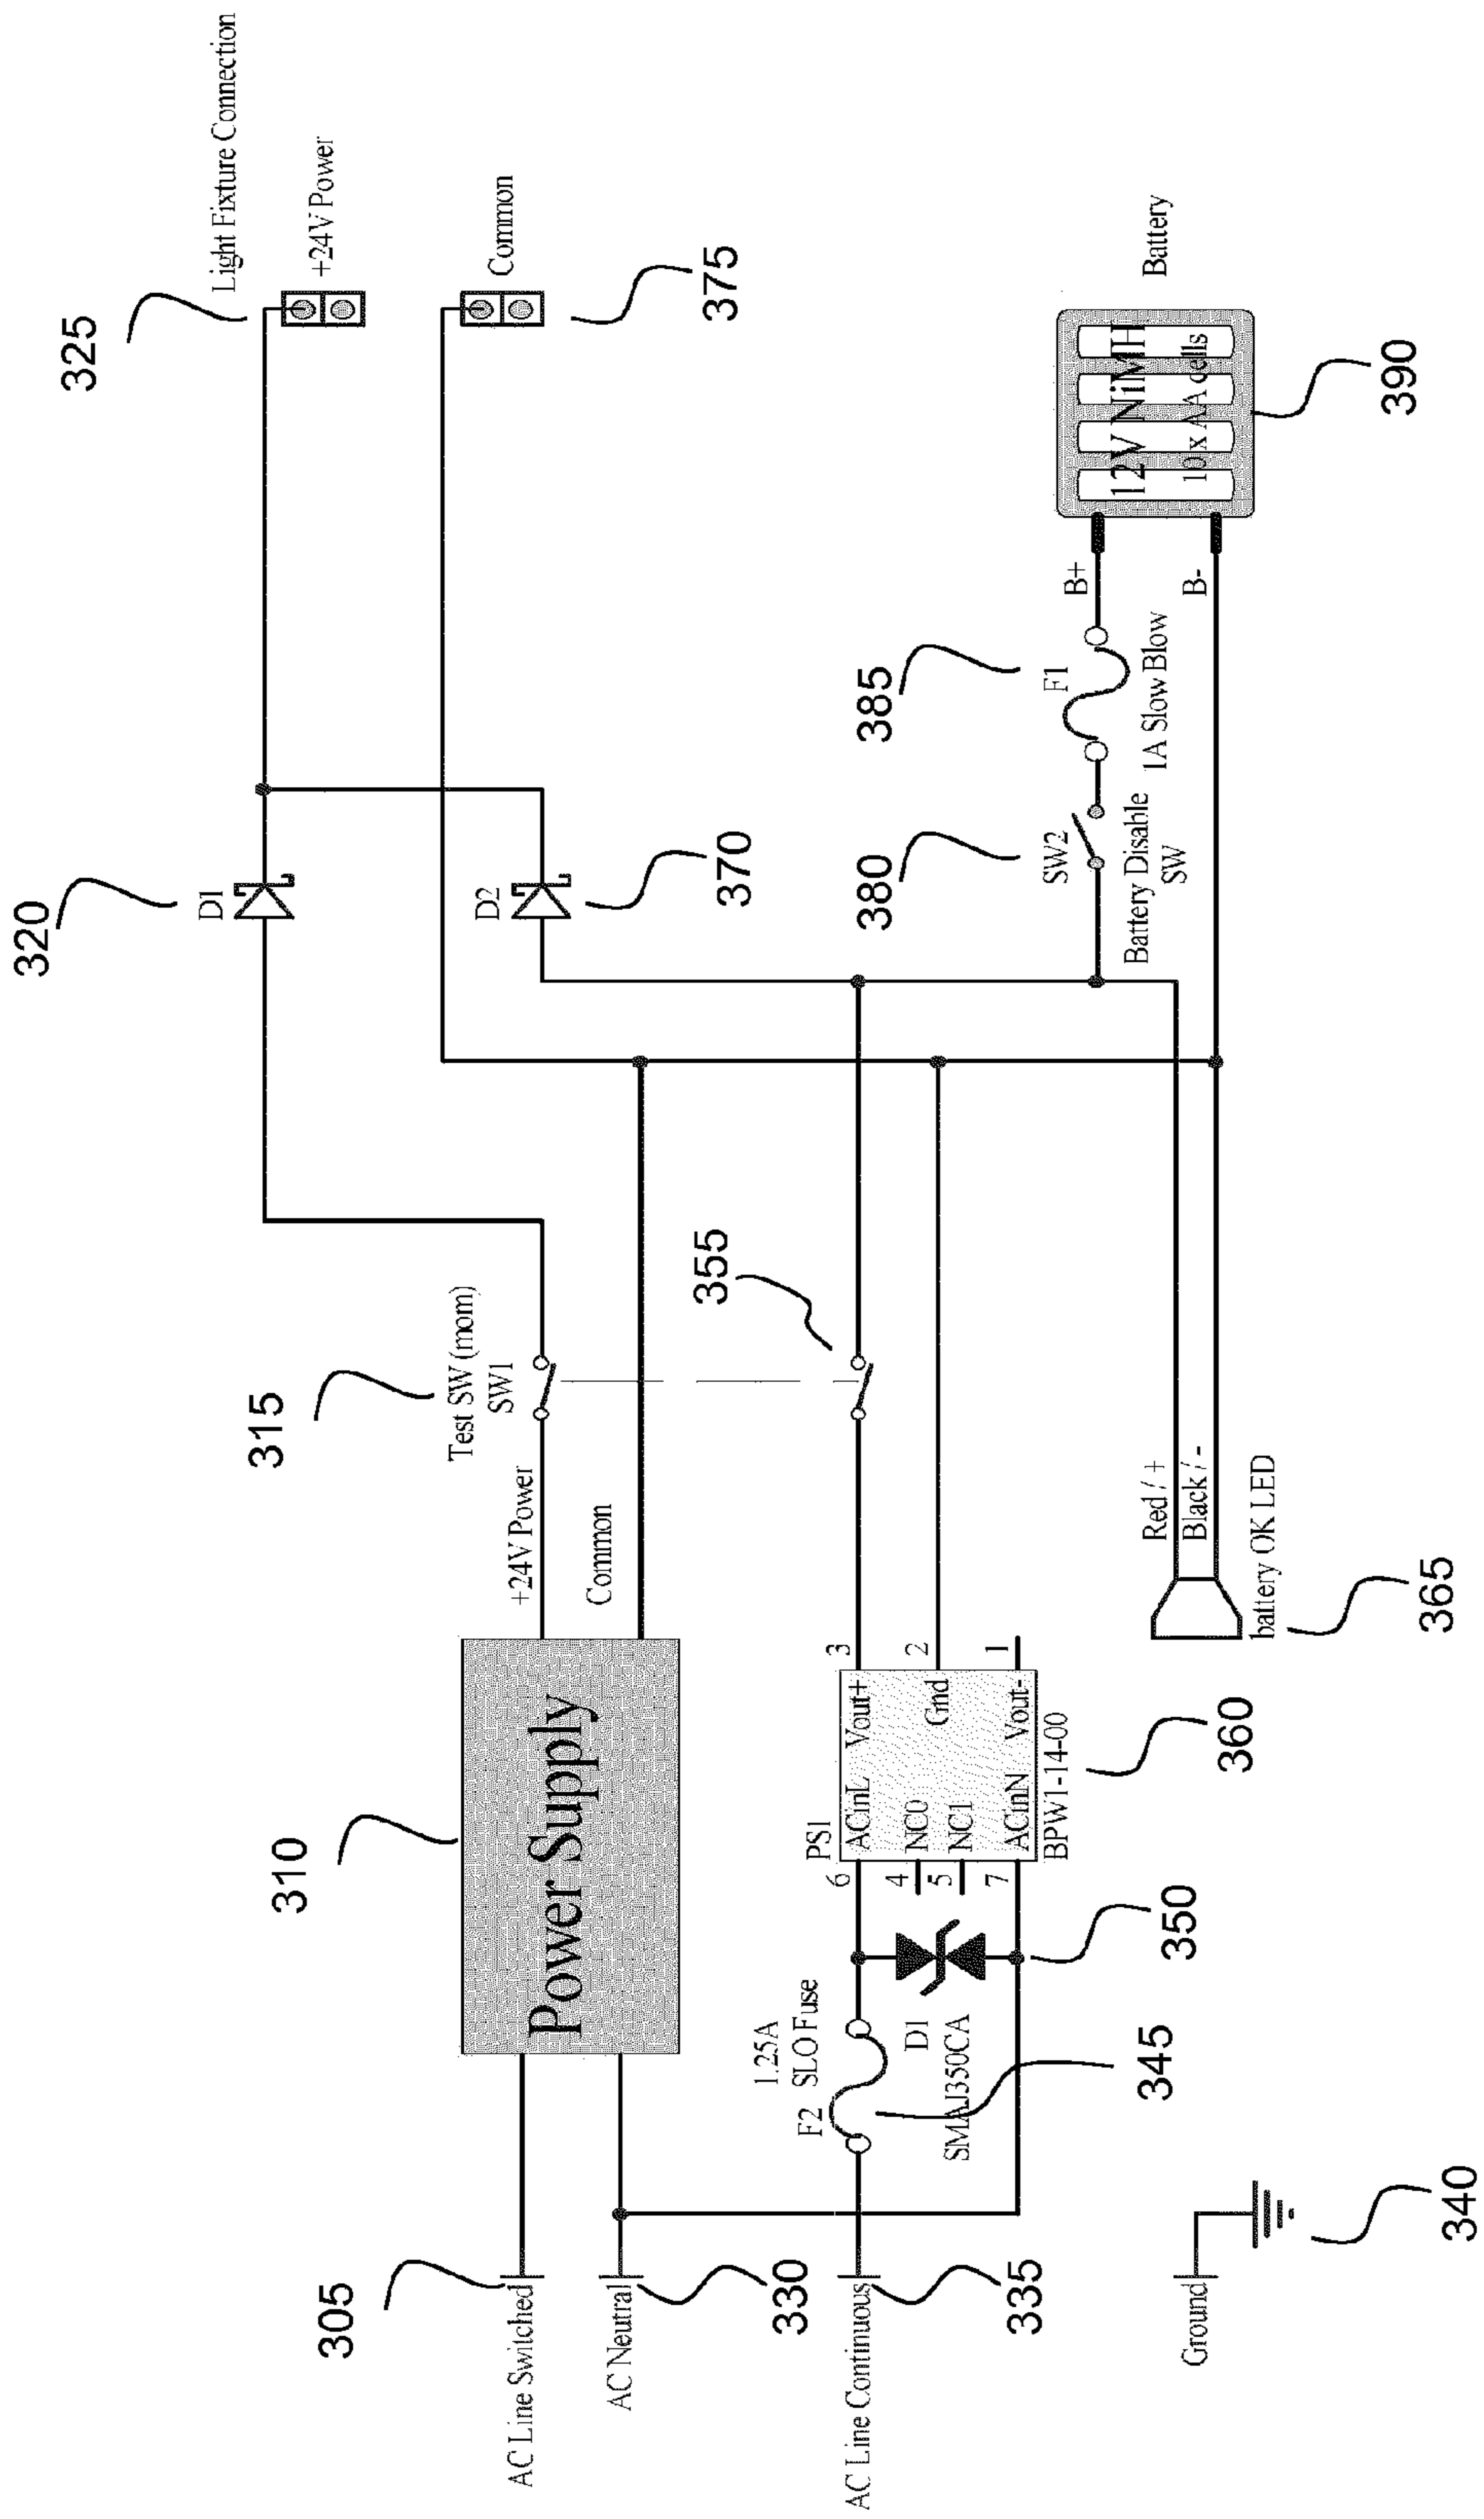 Light Fixture Connection
325
+24V Power
Common
375
320
D1
D2
370
315
Test SW (mom)
SW1
+24V Power
Common
310
Power Supply
305
AC Line Switched
AC Neutral
330
AC Line Continuous
335
1.25A
SLO Fuse
F2
345
D1
SMAJ350CA
350
PS1
6
ACinL
Vout+
3
4
NC0
Gnd
2
5
NC1
7
ACinN
Vout-
1
BPW1-14-00
360
355
380
SW2
Battery Disable
SW
385
F1
1A Slow Blow
B+
B-
12V NiMH
10 x AA cells
Battery
390
Red / +
Black / -
battery OK LED
365
Ground
340